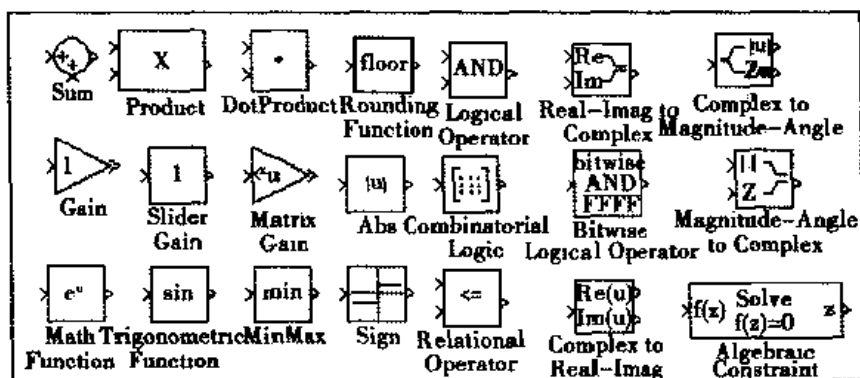 X
•
floor
AND
Re
Im
|u|
Sum
Product
DotProduct
Rounding
Function
Logical
Operator
Real-Imag to
Complex
Complex to
Magnitude-Angle
1
1
u
|u|
bitwise
AND
FFFF
| |
Z
Gain
Slider
Gain
Matrix
Gain
Abs
Combinatorial
Logic
Bitwise
Logical Operator
Magnitude-Angle
to Complex
eᵘ
sin
min
<=
Re(u)
Im(u)
f(z) Solve z
f(z)=0
Math
Function
Trigonometric
Function
MinMax
Sign
Relational
Operator
Complex to
Real-Imag
Algebraic
Constraint